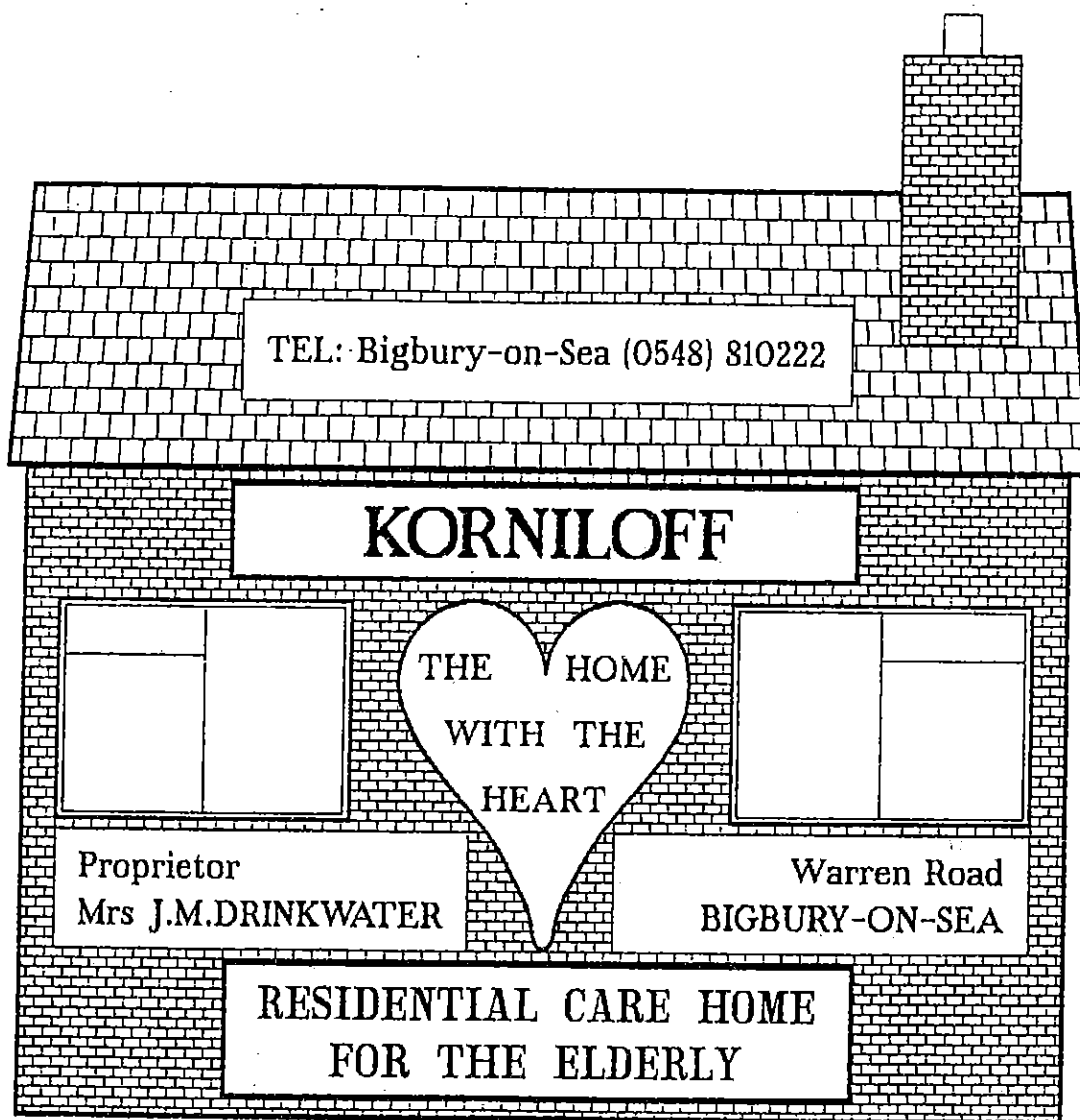 TEL: Bigbury-on-Sea (0548) 810222
KORNILOFF
THE HOME
WITH THE
HEART
Proprietor
Mrs J.M.DRINKWATER
Warren Road
BIGBURY-ON-SEA
RESIDENTIAL CARE HOME
FOR THE ELDERLY